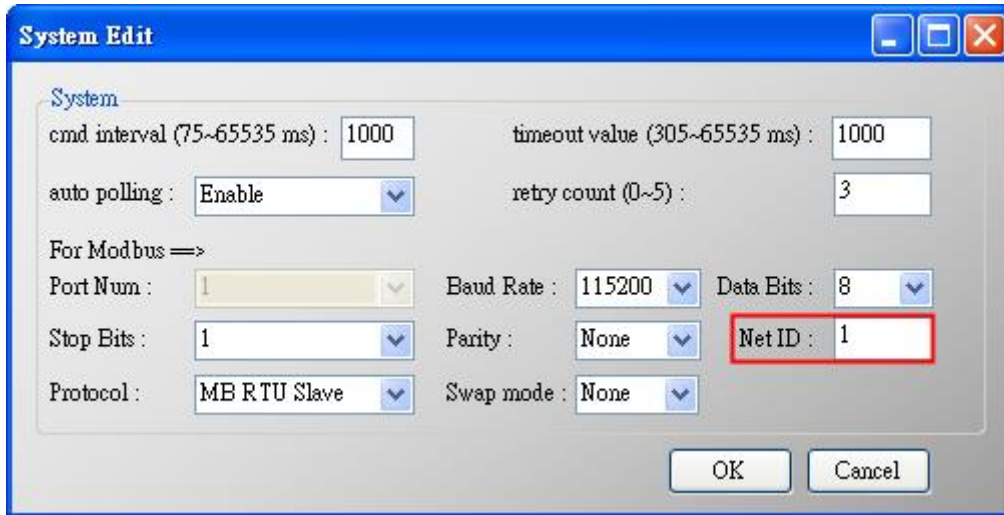 System Edit
System
cmd interval (75~65535 ms) : 1000 timeout value (305~65535 ms) : 1000
auto polling : Enable retry count (0~5) : 3
For Modbus ==>
Port Num : 1 Baud Rate : 115200 Data Bits : 8
Stop Bits : 1 Parity : None Net ID : 1
Protocol : MB RTU Slave Swap mode : None
OK Cancel